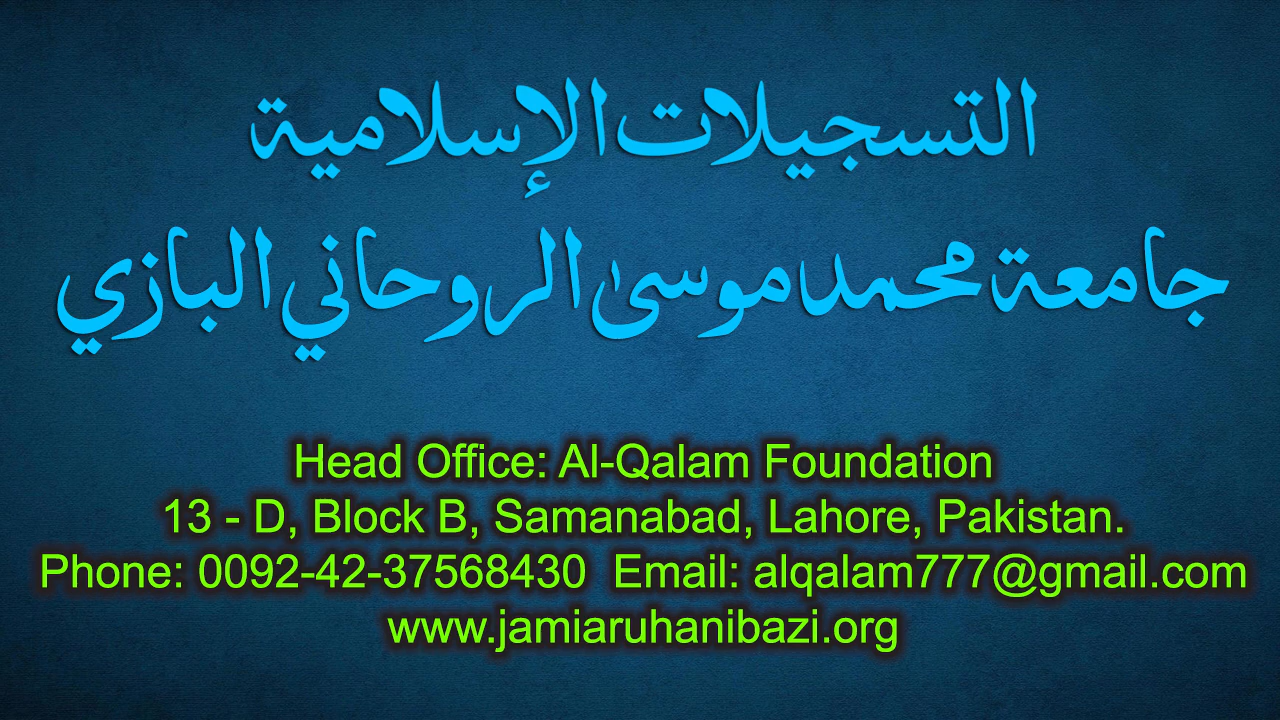 التسجيلات الإسلامية
جامعة محمد موسىٰ الروحاني البازي
Head Office: Al-Qalam Foundation
13 - D, Block B, Samanabad, Lahore, Pakistan.
Phone: 0092-42-37568430  Email: alqalam777@gmail.com
www.jamiaruhanibazi.org